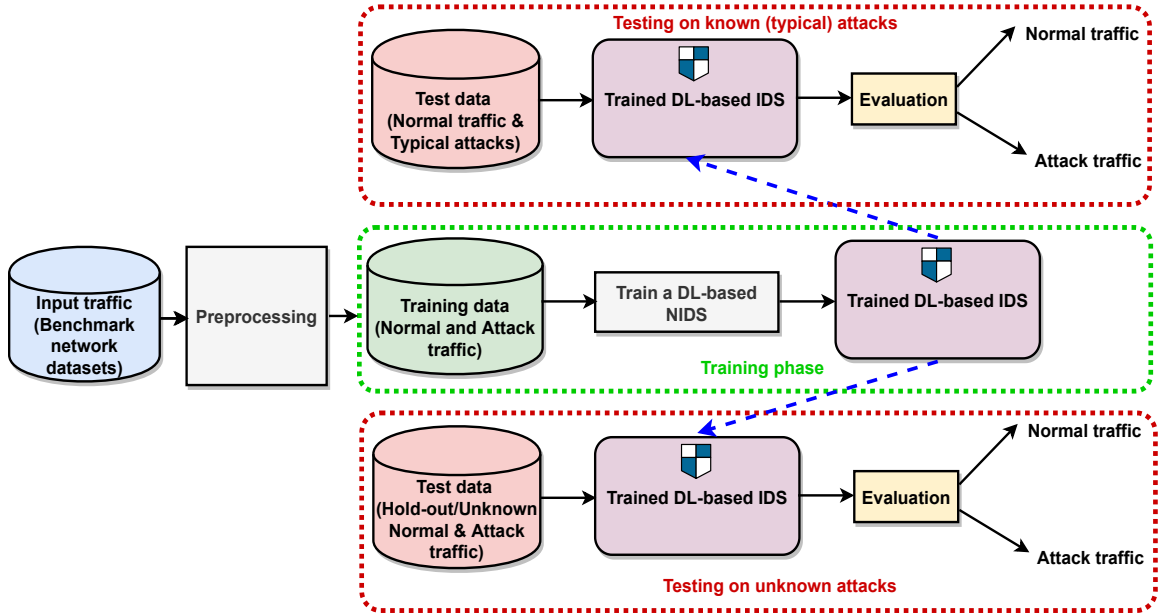 Testing on known (typical) attacks
Test data
(Normal traffic &
Typical attacks)
Trained DL-based IDS
Evaluation
Normal traffic
Attack traffic
Input traffic
(Benchmark
network
datasets)
Preprocessing
Training data
(Normal and Attack
traffic)
Train a DL-based
NIDS
Trained DL-based IDS
Training phase
Test data
(Hold-out/Unknown
Normal & Attack
traffic)
Trained DL-based IDS
Evaluation
Normal traffic
Attack traffic
Testing on unknown attacks